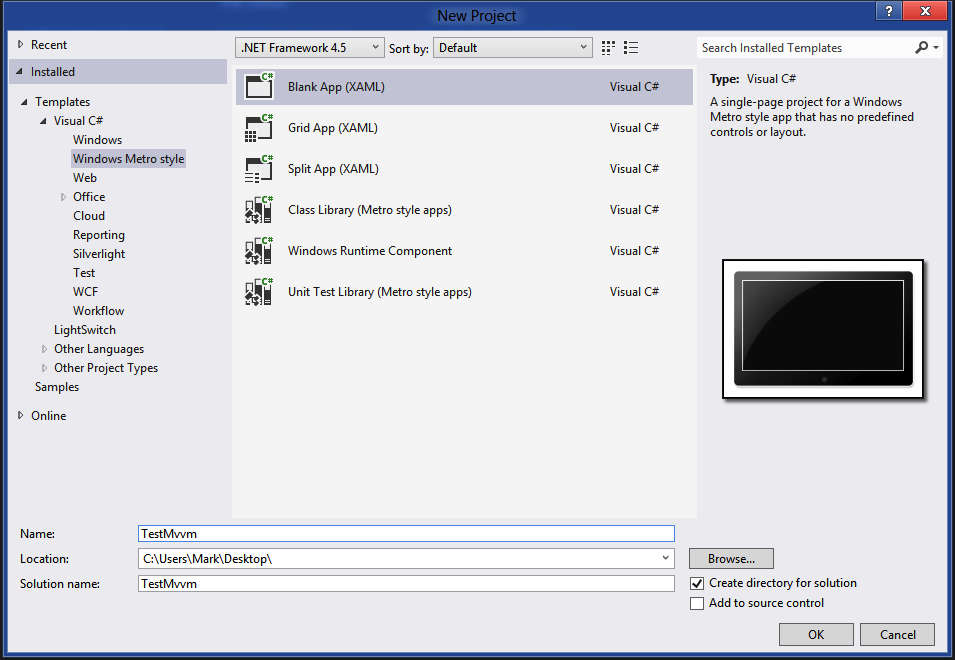 New Project
?
X
Recent
Installed
Templates
Visual C#
Windows
Windows Metro style
Web
Office
Cloud
Reporting
Silverlight
Test
WCF
Workflow
LightSwitch
Other Languages
Other Project Types
Samples
Online
.NET Framework 4.5
Sort by: Default
C# Blank App (XAML) Visual C#
C# Grid App (XAML) Visual C#
C# Split App (XAML) Visual C#
C# Class Library (Metro style apps) Visual C#
C# Windows Runtime Component Visual C#
C# Unit Test Library (Metro style apps) Visual C#
Search Installed Templates
Type: Visual C#
A single-page project for a Windows
Metro style app that has no predefined
controls or layout.
Name: TestMvvm
Location: C:\Users\Mark\Desktop\ Browse...
Solution name: TestMvvm
Create directory for solution
Add to source control
OK Cancel